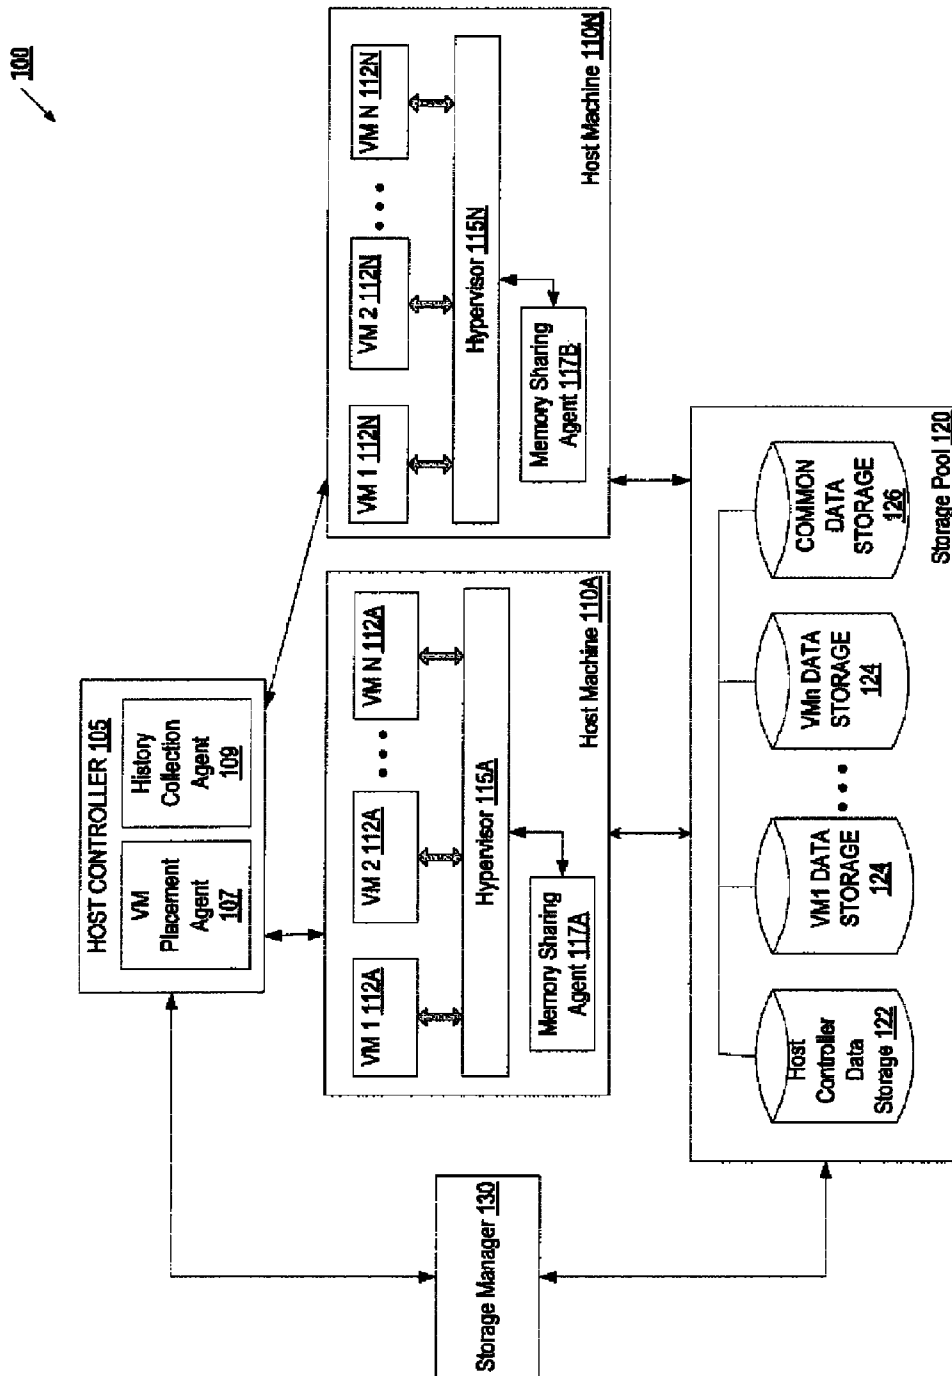 100
HOST CONTROLLER 105
VM
Placement
Agent
107
History
Collection
Agent
109
Storage Manager 130
VM 1 112A
VM 2 112A
VM N 112A
Hypervisor 115A
Memory Sharing
Agent 117A
Host Machine 110A
VM 1 112N
VM 2 112N
VM N 112N
Hypervisor 115N
Memory Sharing
Agent 117B
Host Machine 110N
Host
Controller
Data
Storage 122
VM1 DATA
STORAGE
124
VMn DATA
STORAGE
124
COMMON
DATA
STORAGE
126
Storage Pool 120